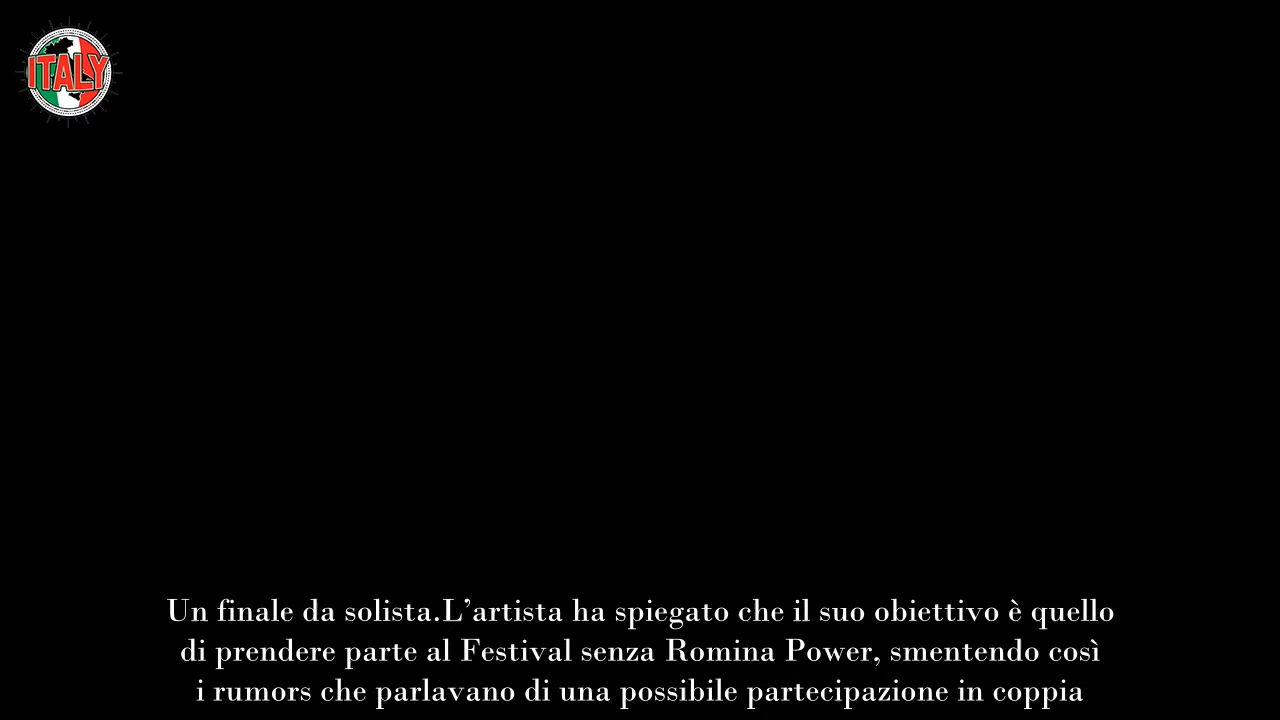 ITALY
Un finale da solista.L’artista ha spiegato che il suo obiettivo è quello
di prendere parte al Festival senza Romina Power, smentendo così
i rumors che parlavano di una possibile partecipazione in coppia